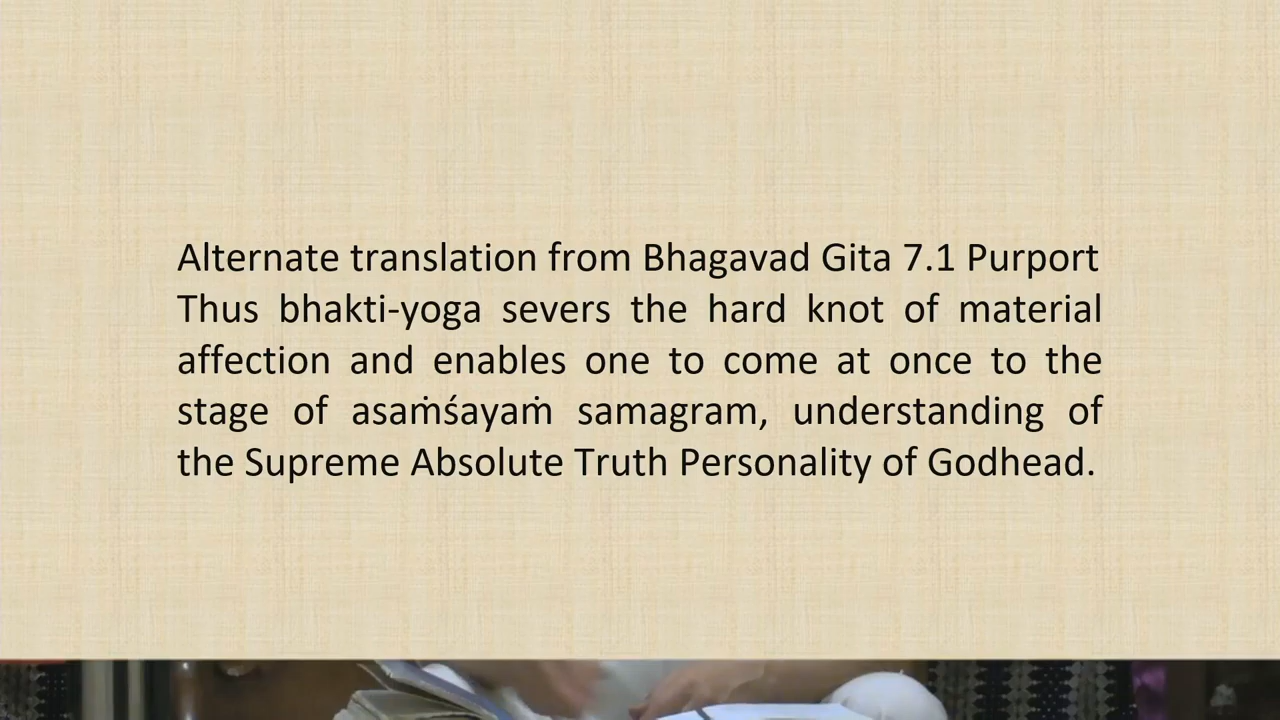 Alternate translation from Bhagavad Gita 7.1 Purport
Thus bhakti-yoga severs the hard knot of material
affection and enables one to come at once to the
stage of asaṁśayaṁ samagram, understanding of
the Supreme Absolute Truth Personality of Godhead.